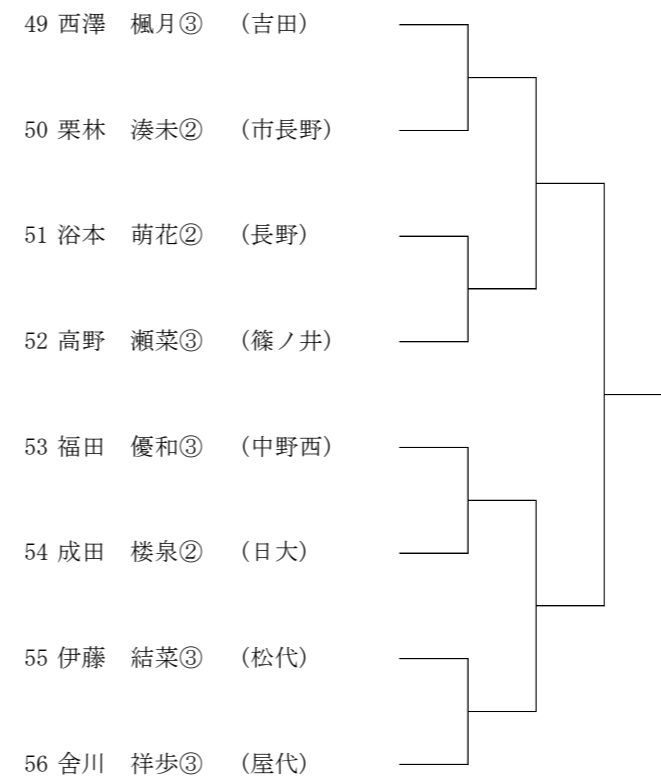 49 西澤　楓月③　(吉田)
50 栗林　湊未②　(市長野)
51 浴本　萌花②　(長野)
52 高野　瀬菜③　(篠ノ井)
53 福田　優和③　(中野西)
54 成田　楼泉②　(日大)
55 伊藤　結菜③　(松代)
56 舎川　祥歩③　(屋代)